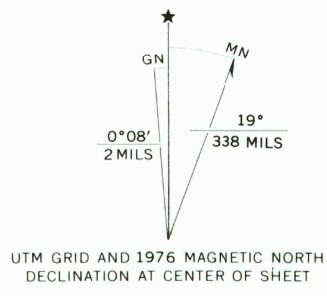 GN
MN
0°08′
2 MILS
19°
338 MILS
UTM GRID AND 1976 MAGNETIC NORTH
DECLINATION AT CENTER OF SHEET